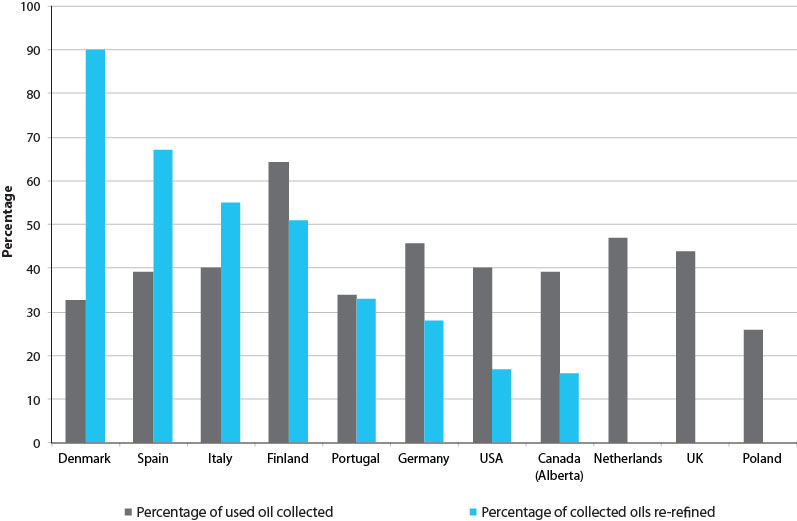 100
90
80
70
60
50
40
30
20
10
0
Percentage
Denmark Spain Italy Finland Portugal Germany USA Canada Netherlands UK Poland
(Alberta)
Percentage of used oil collected Percentage of collected oils re-refined